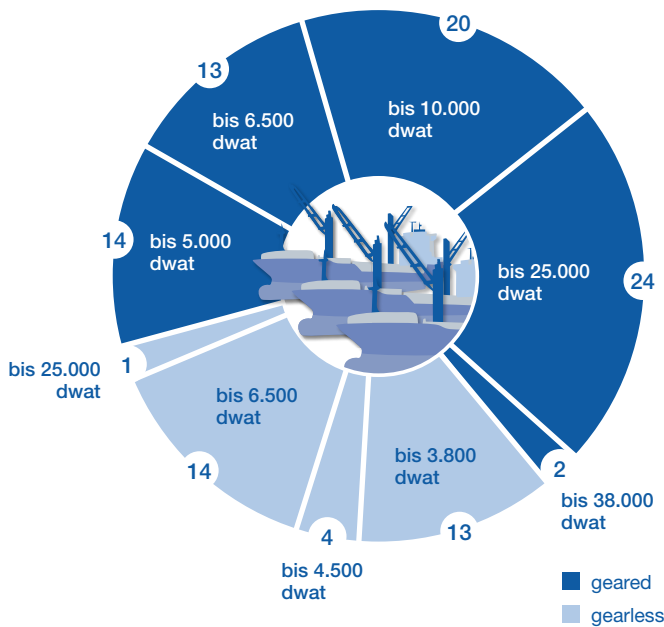 20
bis 10.000
dwat
13
bis 6.500
dwat
14
bis 5.000
dwat
bis 25.000
dwat
24
1
bis 25.000
dwat
bis 6.500
dwat
14
4
bis 4.500
dwat
bis 3.800
dwat
13
2
bis 38.000
dwat
geared
gearless